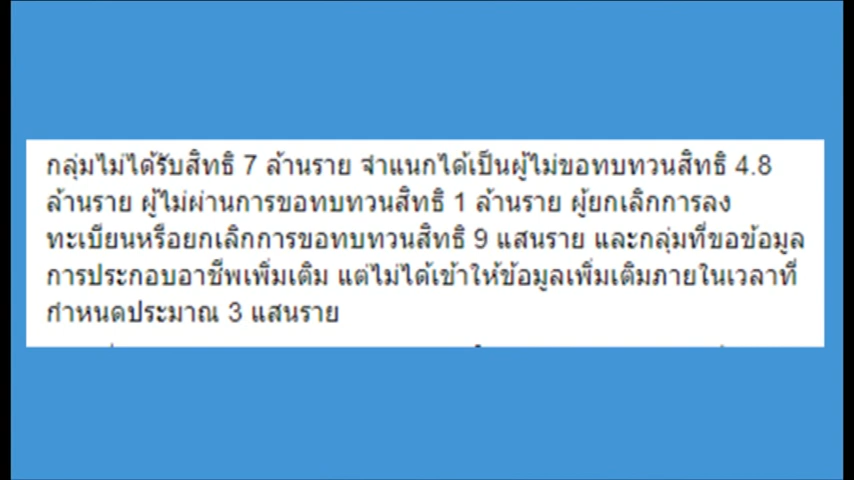 กลุ่มไม่ได้รับสิทธิ 7 ล้านราย จำแนกได้เป็นผู้ไม่ขอทบทวนสิทธิ 4.8
ล้านราย ผู้ไม่ผ่านการขอทบทวนสิทธิ 1 ล้านราย ผู้ยกเลิกการลง
ทะเบียนหรือยกเลิกการขอทบทวนสิทธิ 9 แสนราย และกลุ่มที่ขอข้อมูล
การประกอบอาชีพเพิ่มเติม แต่ไม่ได้เข้าให้ข้อมูลเพิ่มเติมภายในเวลาที่
กำหนดประมาณ 3 แสนราย